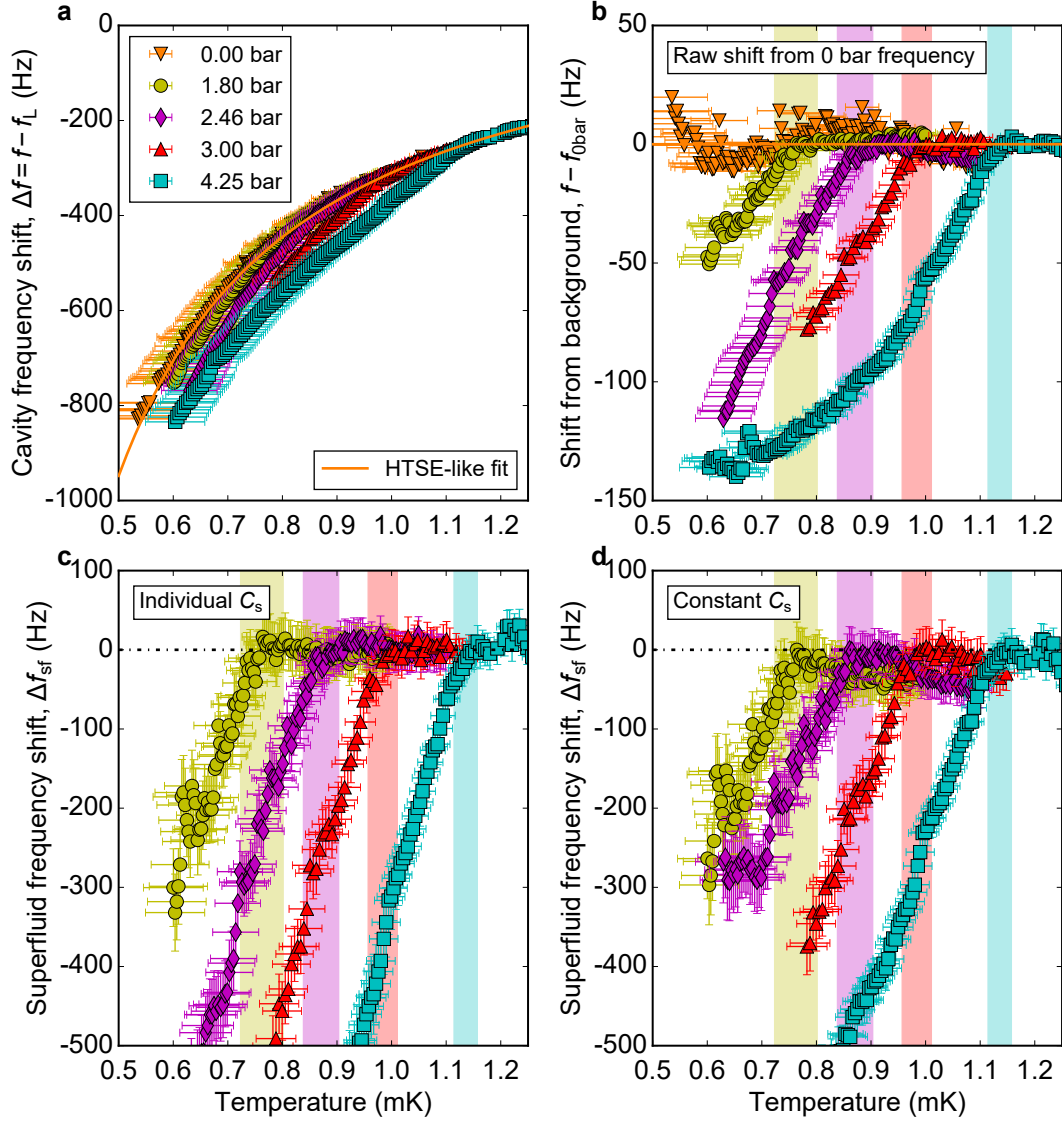 a
0
-200
-400
-600
-800
-1000
0.5 0.6 0.7 0.8 0.9 1.0 1.1 1.2
Cavity frequency shift, Δf = f − f_L (Hz)
0.00 bar
1.80 bar
2.46 bar
3.00 bar
4.25 bar
HTSE-like fit
b
50
0
-50
-100
-150
0.5 0.6 0.7 0.8 0.9 1.0 1.1 1.2
Shift from background, f − f_0bar (Hz)
Raw shift from 0 bar frequency
c
100
0
-100
-200
-300
-400
-500
0.5 0.6 0.7 0.8 0.9 1.0 1.1 1.2
Superfluid frequency shift, Δf_sf (Hz)
Individual C_s
Temperature (mK)
d
100
0
-100
-200
-300
-400
-500
0.5 0.6 0.7 0.8 0.9 1.0 1.1 1.2
Superfluid frequency shift, Δf_sf (Hz)
Constant C_s
Temperature (mK)